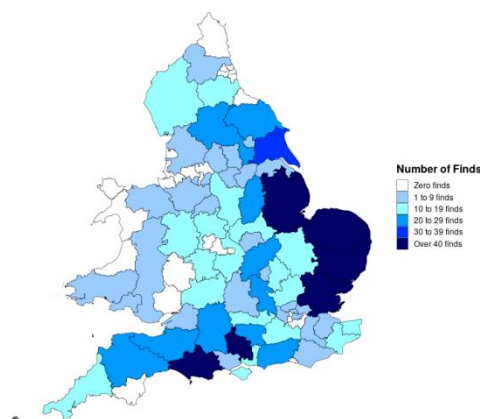 Number of Finds
Zero finds
1 to 9 finds
10 to 19 finds
20 to 29 finds
30 to 39 finds
Over 40 finds